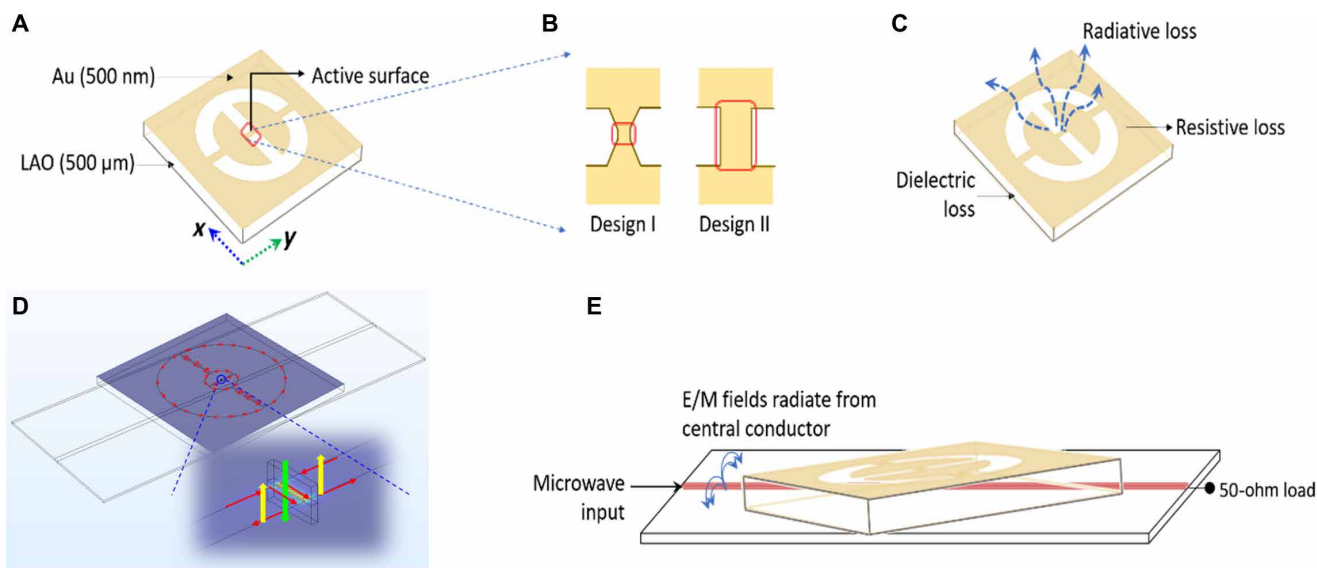 A
Au (500 nm)
Active surface
LAO (500 µm)
x
y
B
Design I
Design II
C
Radiative loss
Resistive loss
Dielectric
loss
D
E
E/M fields radiate from
central conductor
Microwave
input
50-ohm load